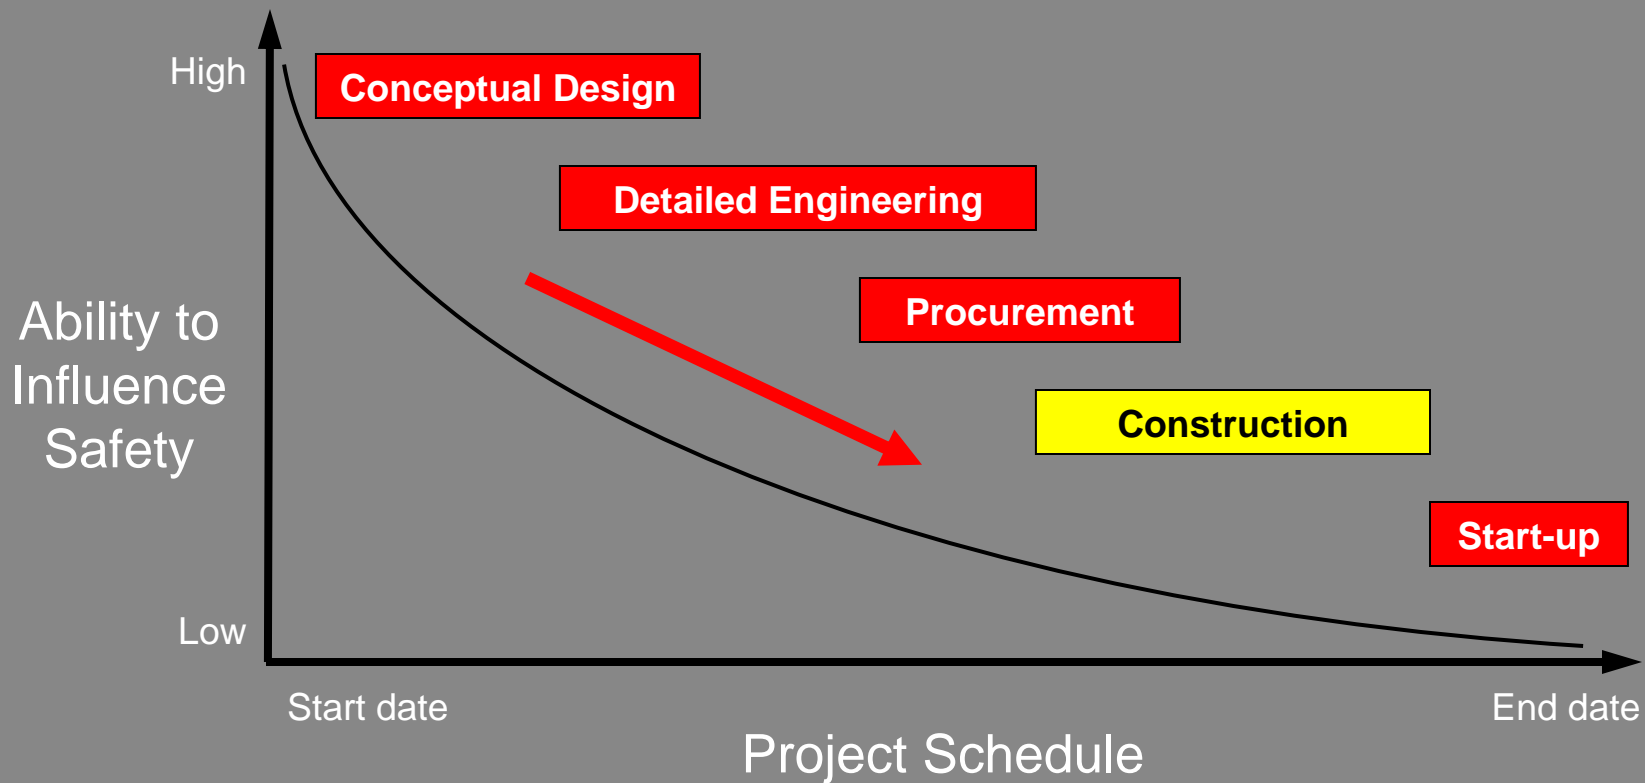 High
Conceptual Design
Detailed Engineering
Procurement
Ability to
Influence
Safety
Construction
Start-up
Low
Start date
End date
Project Schedule